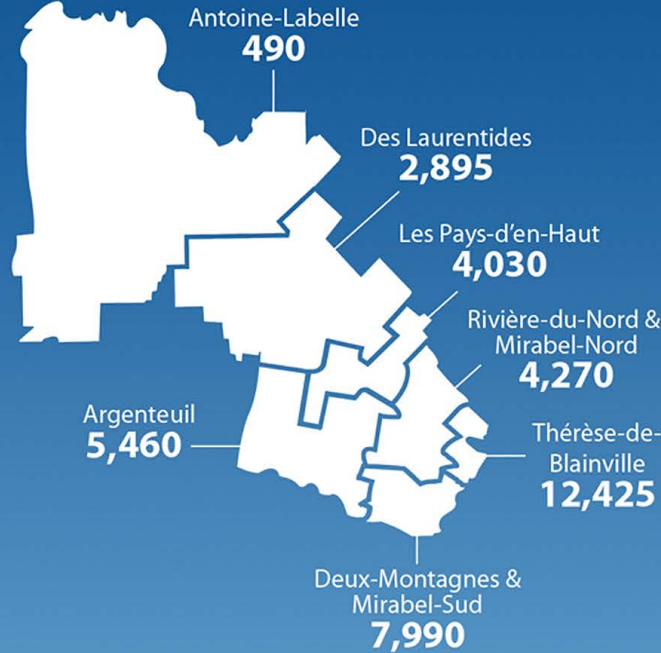 Antoine-Labelle
490
Des Laurentides
2,895
Les Pays-d'en-Haut
4,030
Rivière-du-Nord &
Mirabel-Nord
4,270
Argenteuil
5,460
Thérèse-de-
Blainville
12,425
Deux-Montagnes &
Mirabel-Sud
7,990